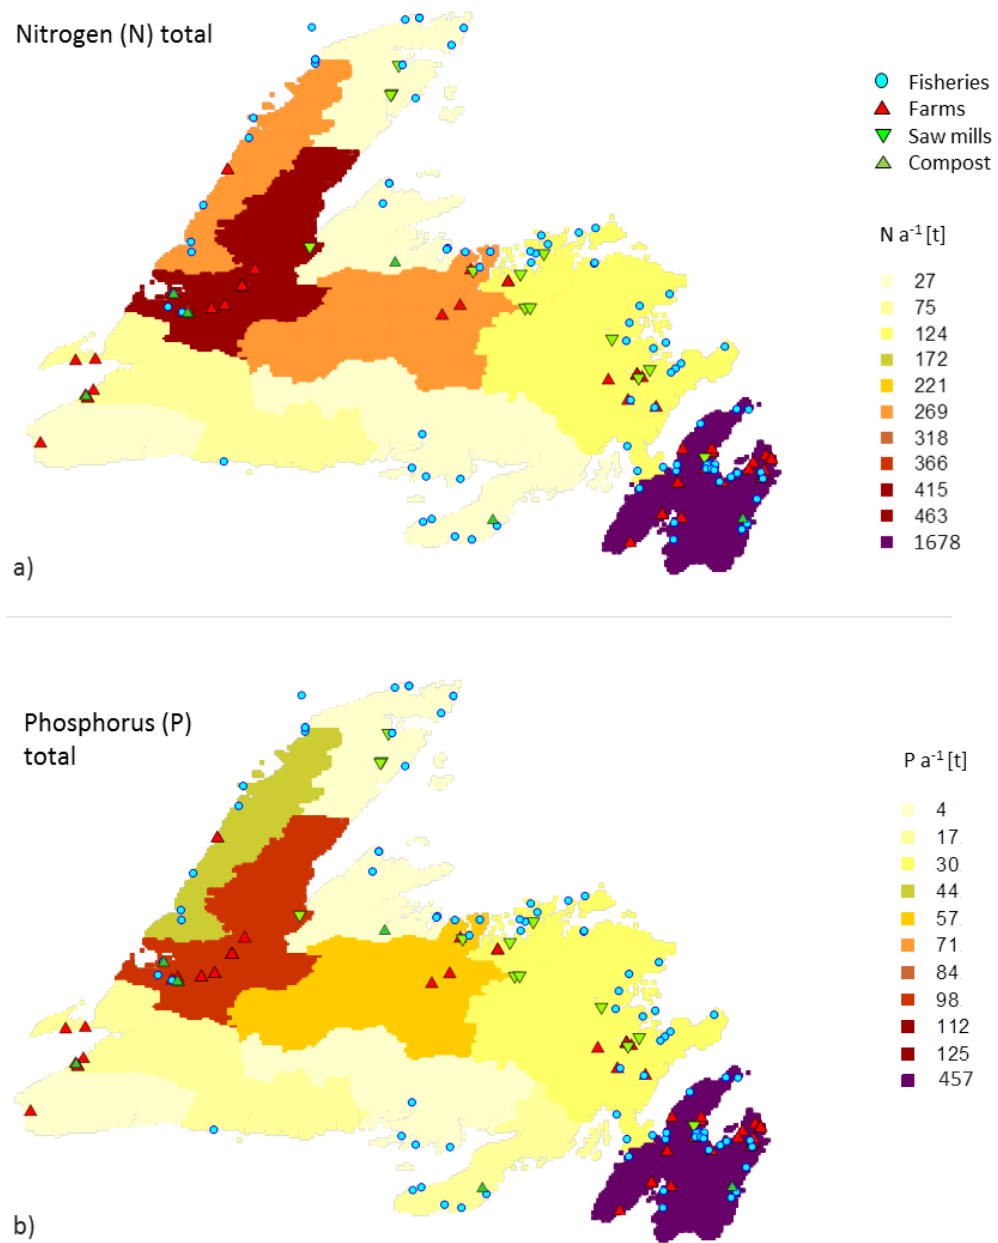 Nitrogen (N) total
Fisheries
Farms
Saw mills
Compost
N a⁻¹ [t]
27
75
124
172
221
269
318
366
415
463
1678
a)
Phosphorus (P)
total
P a⁻¹ [t]
4
17
30
44
57
71
84
98
112
125
457
b)